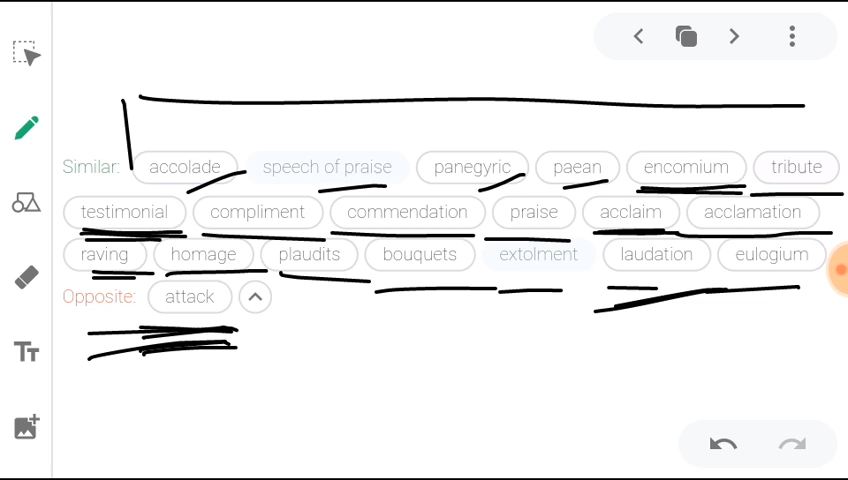 Similar: accolade speech of praise panegyric paean encomium tribute
testimonial compliment commendation praise acclaim acclamation
raving homage plaudits bouquets extolment laudation eulogium
Opposite: attack
TT